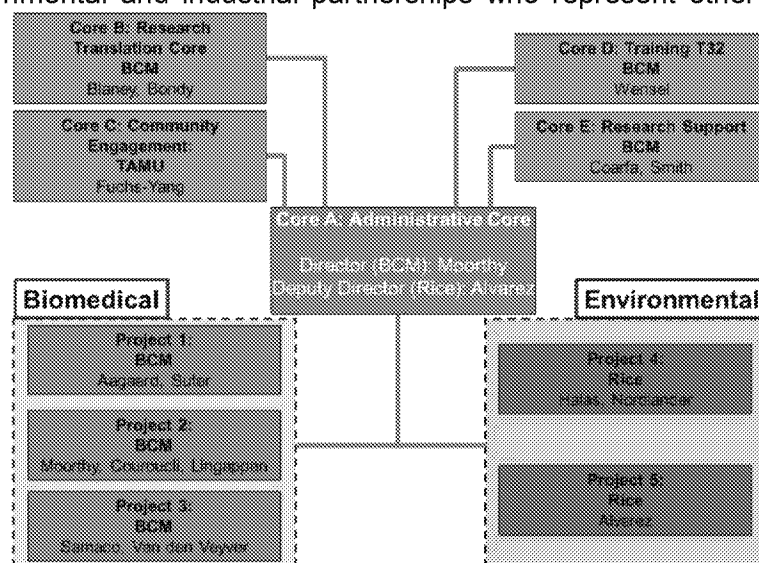 nmental and industrial partnerships who represent other
Core B: Research
Translation Core
BCM
Blaney, Bondy
Core C: Community
Engagement:
TAMU
Fuchs-Yang
Core D: Training T32
BCM
Wensel
Core E: Research Support
BCM
Coarfa, Smith
Core A: Administrative Core
Director (BCM): Moorthy
Deputy Director (Rice): Alvarez
Biomedical
Project 1:
BCM
Aagaard, Suter
Project 2:
BCM
Moorthy, Couroucli, Lingappan
Project 3:
BCM
Samaco, Van den Veyver
Environmental
Project 4:
Rice
Halas, Nordlander
Project 5:
Rice
Alvarez